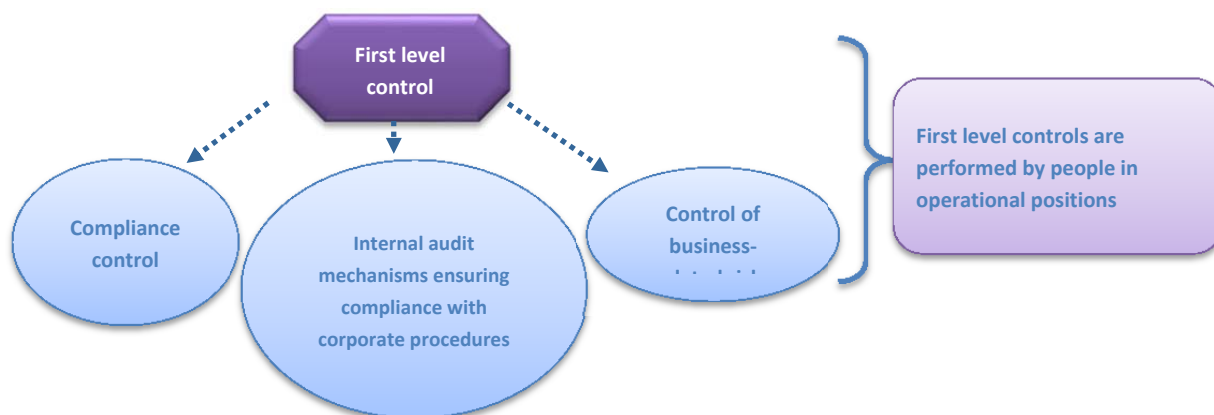 First level
control
First level controls are
performed by people in
operational positions
Compliance
control
Internal audit
mechanisms ensuring
compliance with
corporate procedures
Control of
business-